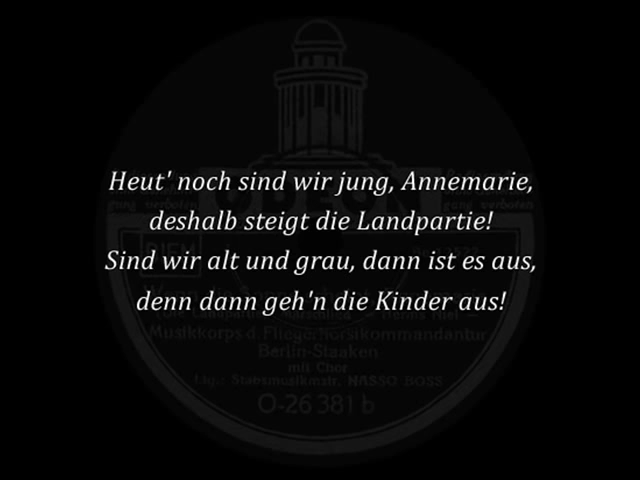 Heut' noch sind wir jung, Annemarie,
deshalb steigt die Landpartie!
Sind wir alt und grau, dann ist es aus,
denn dann geh'n die Kinder aus!
Musikkorps d. Fliegerhorstkommandantur
Berlin-Staaken
mit Chor
Ltg.: Stabsmusikmstr. NASSO BOSS
O-26 381 b